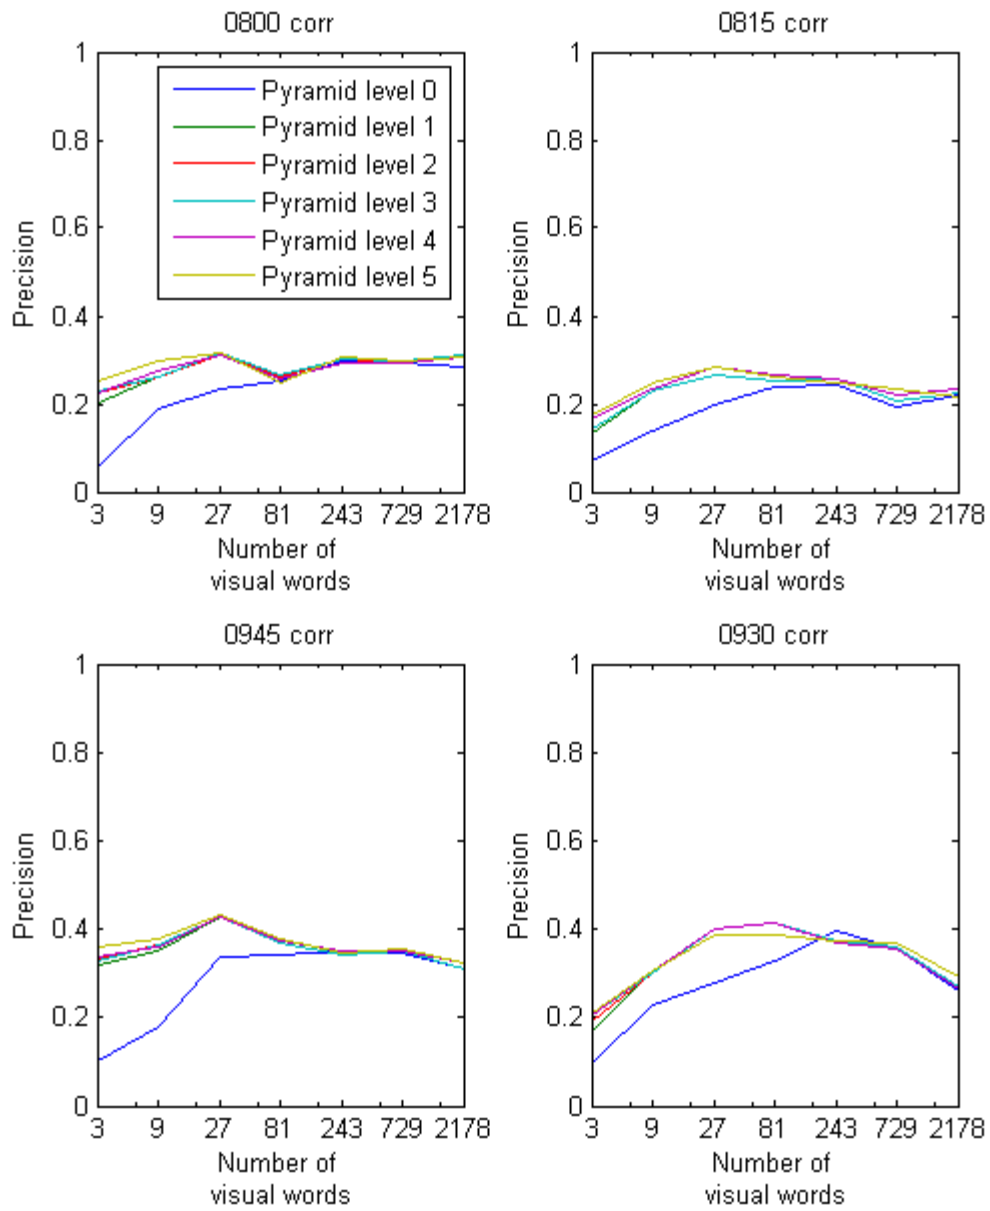 0800 corr
1
0.8
0.6
0.4
0.2
0
Precision
Pyramid level 0
Pyramid level 1
Pyramid level 2
Pyramid level 3
Pyramid level 4
Pyramid level 5
3 9 27 81 243 729 2178
Number of
visual words
0815 corr
1
0.8
0.6
0.4
0.2
0
Precision
3 9 27 81 243 729 2178
Number of
visual words
0945 corr
1
0.8
0.6
0.4
0.2
0
Precision
3 9 27 81 243 729 2178
Number of
visual words
0930 corr
1
0.8
0.6
0.4
0.2
0
Precision
3 9 27 81 243 729 2178
Number of
visual words